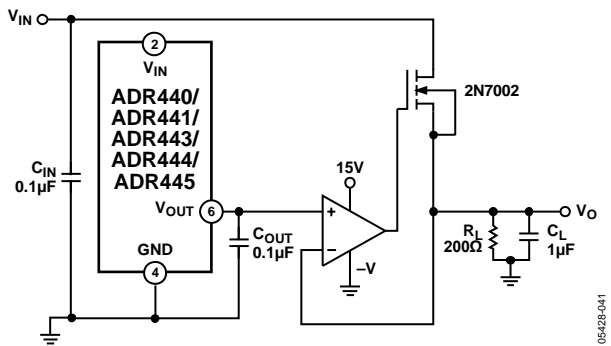 VIN
2
VIN
ADR440/
ADR441/
ADR443/
ADR444/
ADR445
2N7002
CIN
0.1µF
VOUT
6
GND
4
COUT
0.1µF
15V
+
–
–V
RL
200Ω
CL
1µF
VO
05428-041